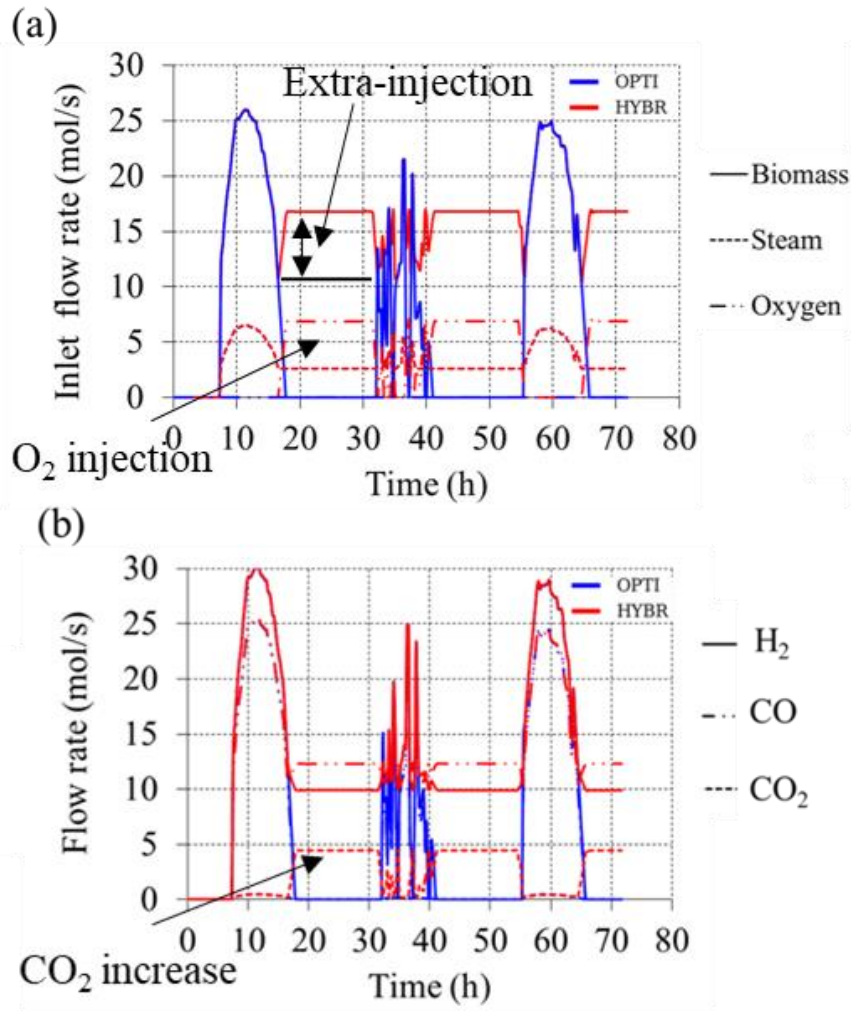 (a)
Inlet flow rate (mol/s)
30
25
20
15
10
5
0
Extra-injection
OPTI
HYBR
Biomass
Steam
Oxygen
O₂ injection
0 10 20 30 40 50 60 70 80
Time (h)
(b)
Flow rate (mol/s)
30
25
20
15
10
5
0
OPTI
HYBR
H₂
CO
CO₂
CO₂ increase
0 10 20 30 40 50 60 70 80
Time (h)